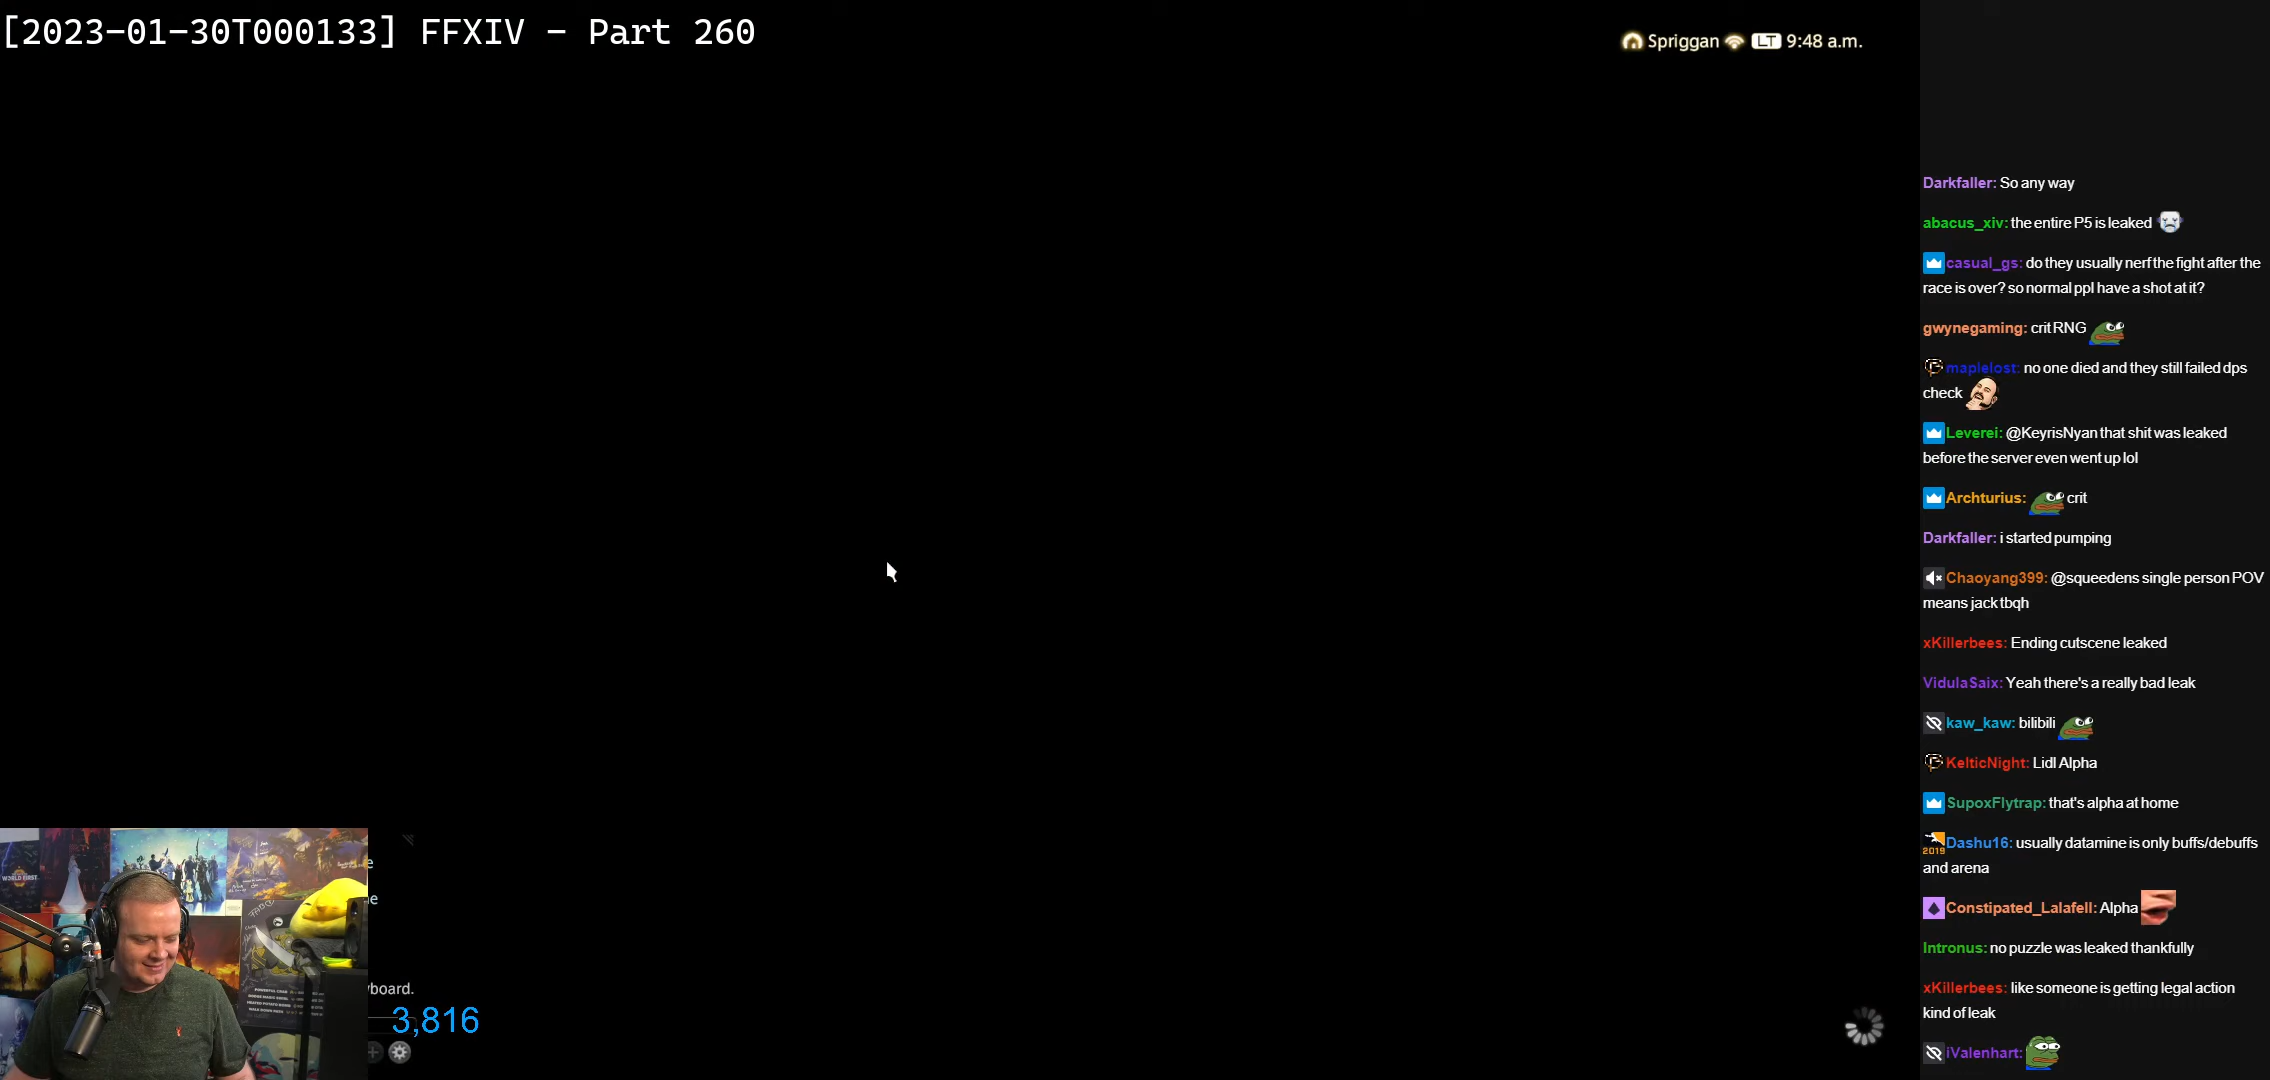 [2023-01-30T000133] FFXIV - Part 260
Spriggan LT 9:48 a.m.
Darkfaller: So any way
abacus_xiv: the entire P5 is leaked
casual_gs: do they usually nerf the fight after the
race is over? so normal ppl have a shot at it?
gwynegaming: crit RNG
maplelost: no one died and they still failed dps
check
Leverei: @KeyrisNyan that shit was leaked
before the server even went up lol
Archturius: crit
Darkfaller: i started pumping
Chaoyang399: @squeedens single person POV
means jack tbqh
xKillerbees: Ending cutscene leaked
VidulaSaix: Yeah there's a really bad leak
kaw_kaw: bilibili
KelticNight: Lidl Alpha
SupoxFlytrap: that's alpha at home
2019 Dashu16: usually datamine is only buffs/debuffs
and arena
Constipated_Lalafell: Alpha
Intronus: no puzzle was leaked thankfully
xKillerbees: like someone is getting legal action
kind of leak
iValenhart:
WORLD FIRST
yboard.
3,816